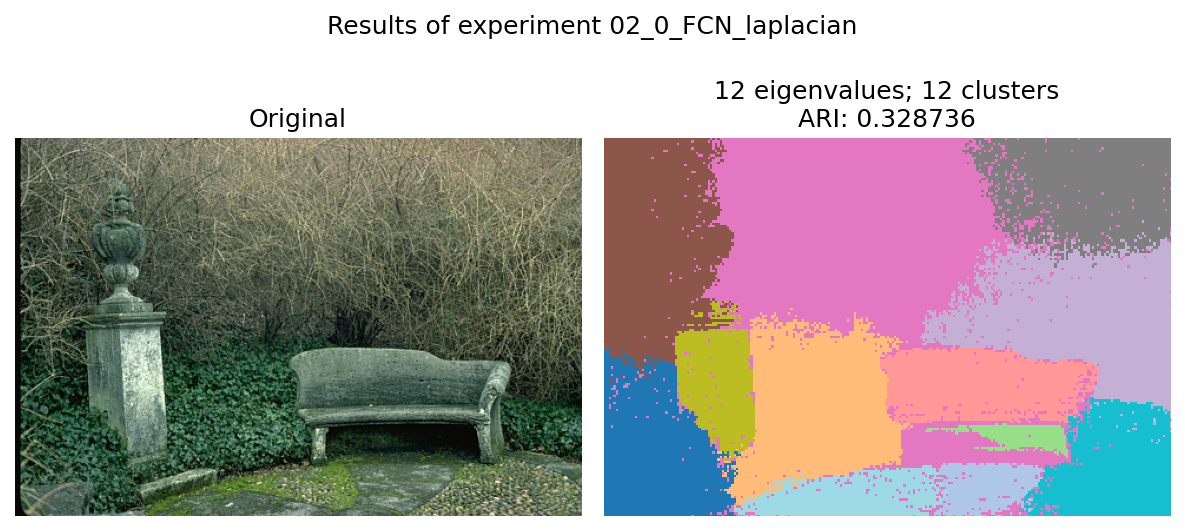 Results of experiment 02_0_FCN_laplacian
Original
12 eigenvalues; 12 clusters
ARI: 0.328736